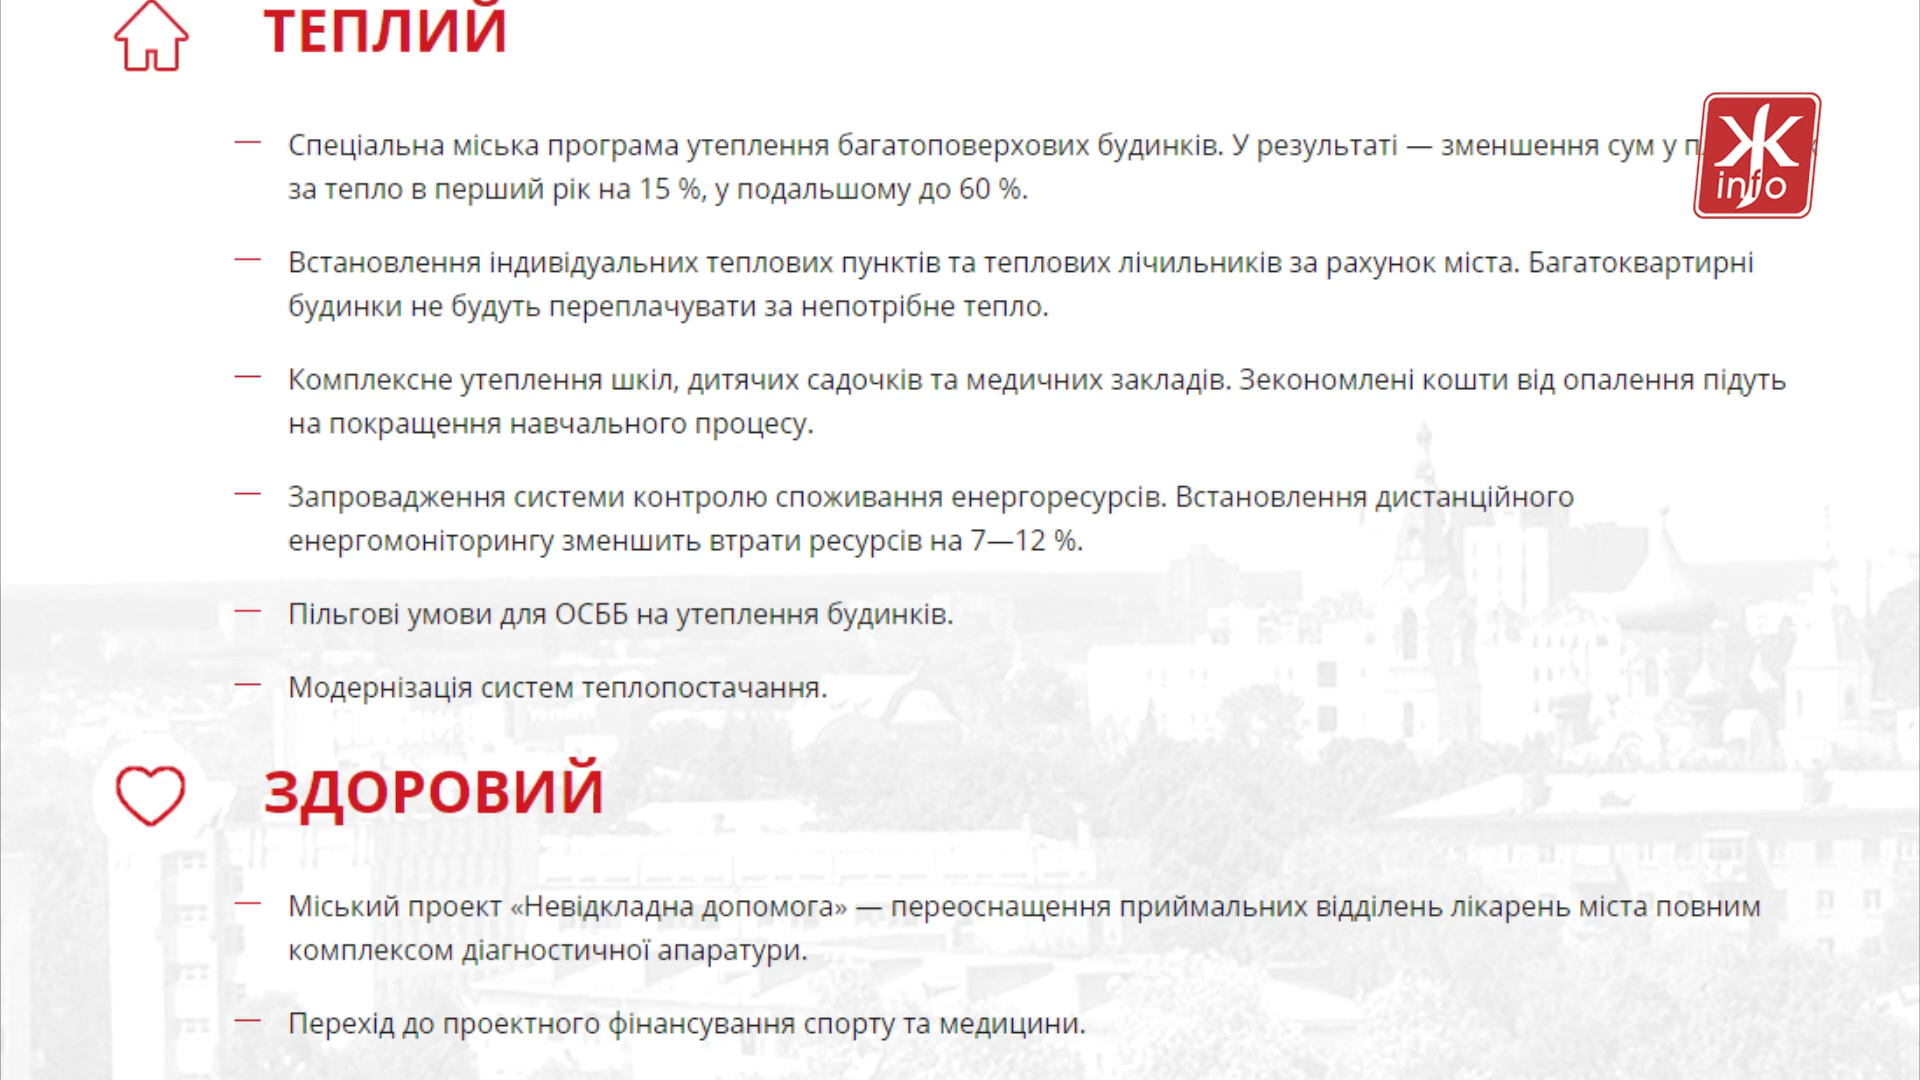 ТЕПЛИЙ
— Спеціальна міська програма утеплення багатоповерхових будинків. У результаті — зменшення сум у
за тепло в перший рік на 15 %, у подальшому до 60 %.
Ж
info
— Встановлення індивідуальних теплових пунктів та теплових лічильників за рахунок міста. Багатоквартирні
будинки не будуть переплачувати за непотрібне тепло.
— Комплексне утеплення шкіл, дитячих садочків та медичних закладів. Зекономлені кошти від опалення підуть
на покращення навчального процесу.
— Запровадження системи контролю споживання енергоресурсів. Встановлення дистанційного
енергомоніторингу зменшить втрати ресурсів на 7—12 %.
— Пільгові умови для ОСББ на утеплення будинків.
— Модернізація систем теплопостачання.
ЗДОРОВИЙ
— Міський проект «Невідкладна допомога» — переоснащення приймальних відділень лікарень міста повним
комплексом діагностичної апаратури.
— Перехід до проектного фінансування спорту та медицини.